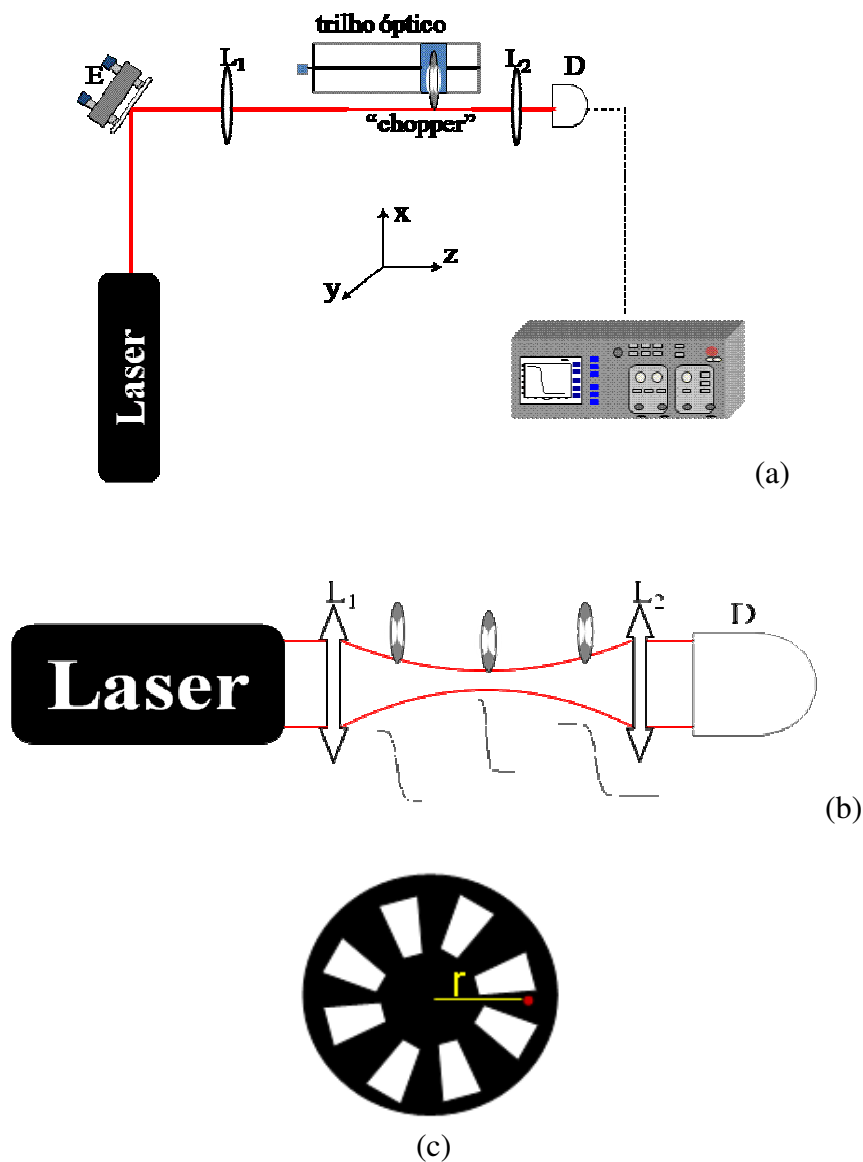 trilho óptico
E
L1
L2
D
“chopper”
x
z
y
Laser
(a)
L1
L2
D
Laser
(b)
r
(c)